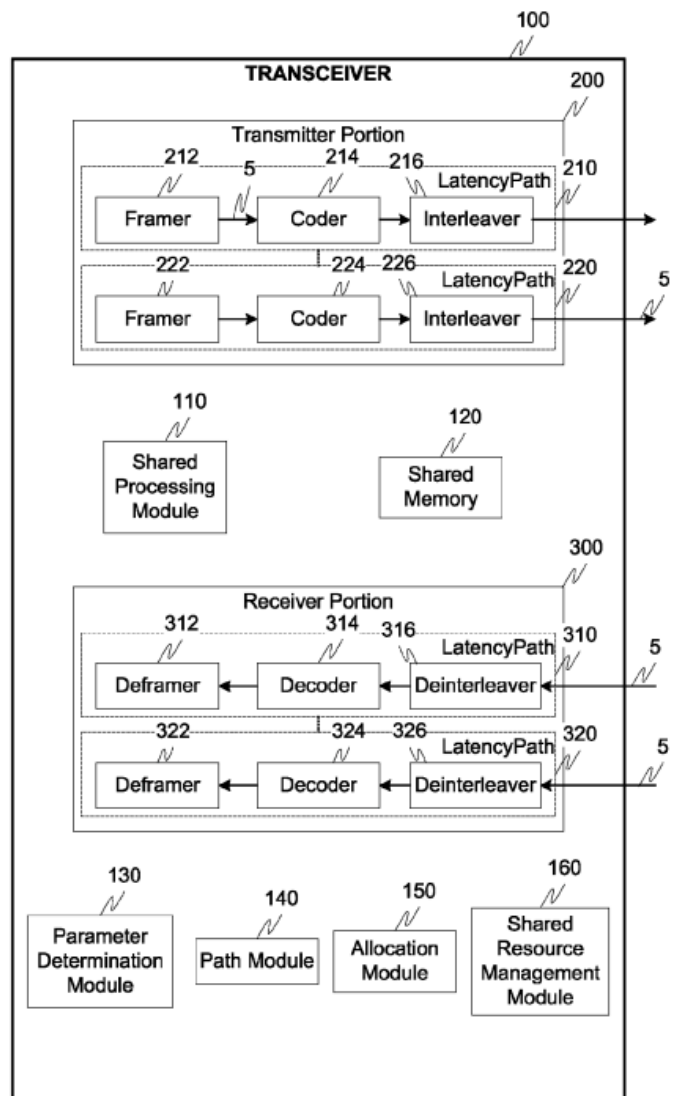 100
TRANSCEIVER
200
Transmitter Portion
212
5
214
216
LatencyPath
210
Framer
Coder
Interleaver
222
224
226
LatencyPath
220
5
Framer
Coder
Interleaver
110
120
Shared
Processing
Module
Shared
Memory
300
Receiver Portion
312
314
316
LatencyPath
310
5
Deframer
Decoder
Deinterleaver
322
324
326
LatencyPath
320
5
Deframer
Decoder
Deinterleaver
130
140
150
160
Parameter
Determination
Module
Path Module
Allocation
Module
Shared
Resource
Management
Module